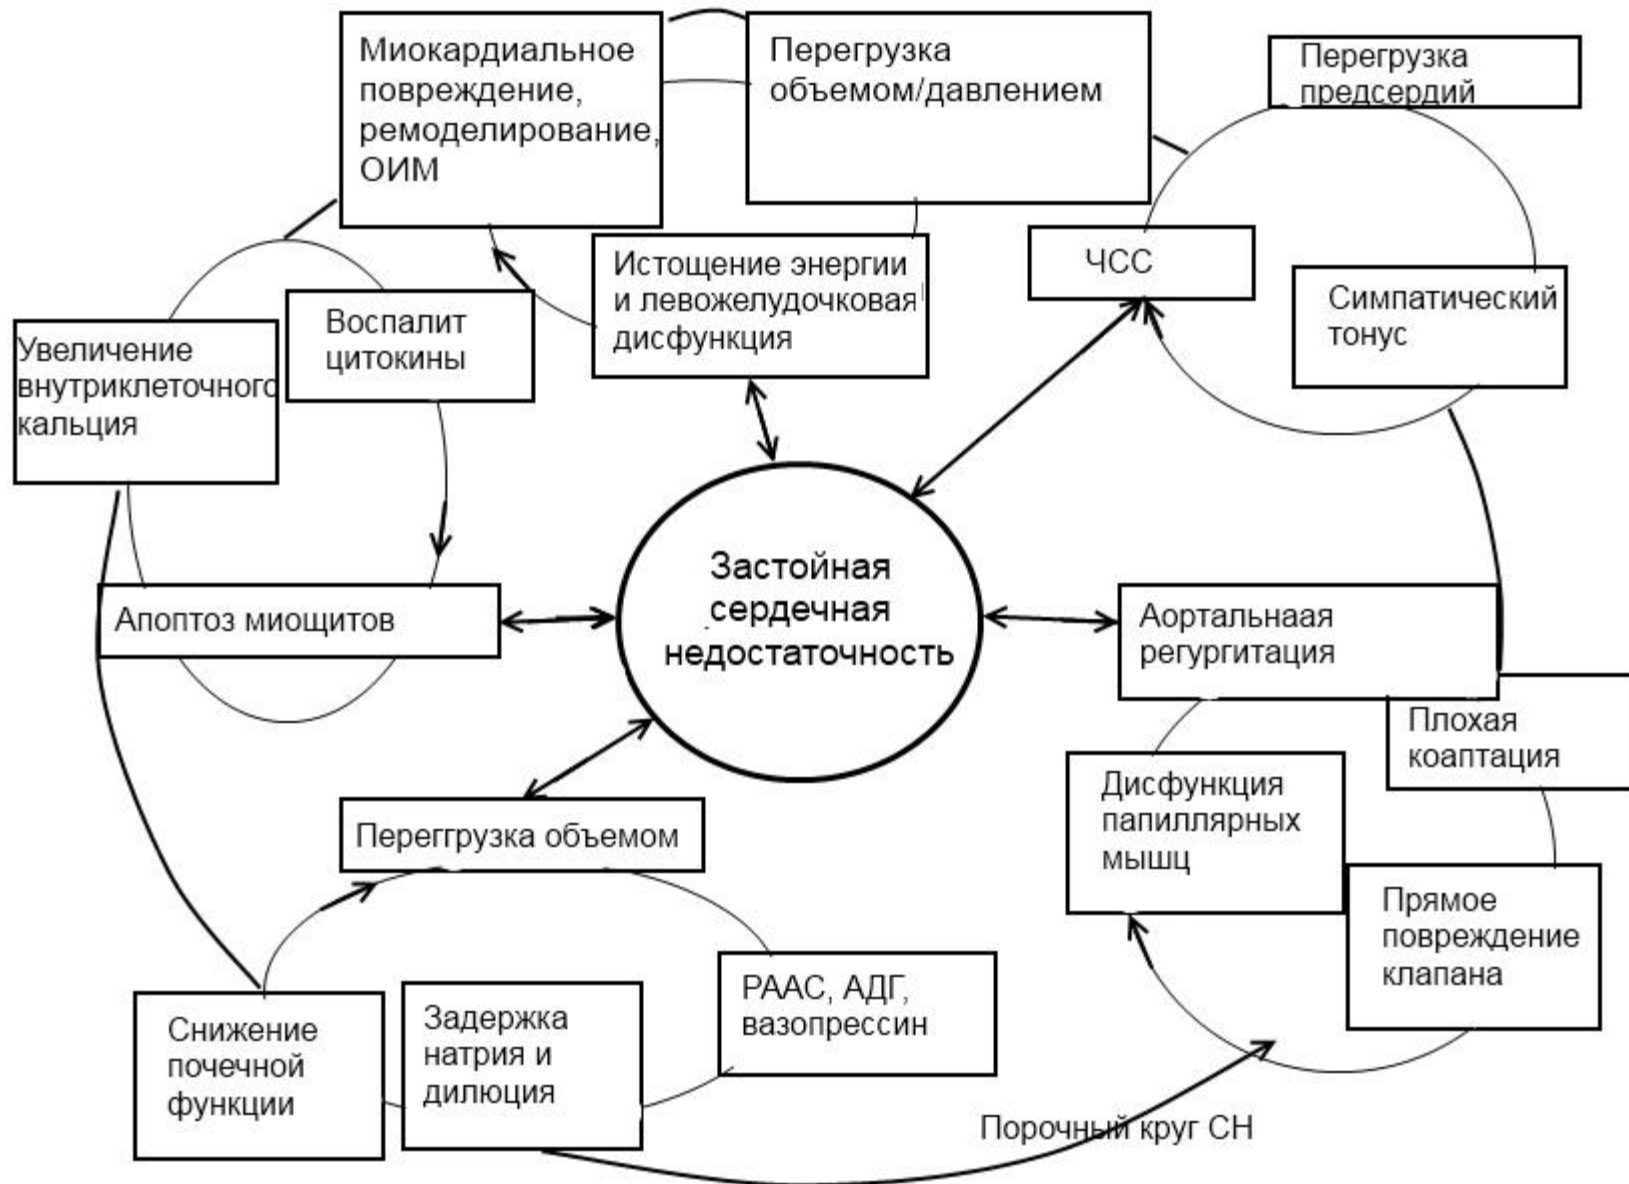 Миокардиальное
повреждение,
ремоделирование,
ОИМ
Перегрузка
объемом/давлением
Перегрузка
предсердий
ЧСС
Симпатический
тонус
Истощение энергии
и левожелудочковая
дисфункция
Воспалит
цитокины
Увеличение
внутриклеточного
кальция
Апоптоз миощитов
Застойная
сердечная
недостаточность
Аортальнаая
регургитация
Плохая
коаптация
Дисфункция
папиллярных
мышц
Прямое
повреждение
клапана
Переггрузка объемом
РААС, АДГ,
вазопрессин
Задержка
натрия и
дилюция
Снижение
почечной
функции
Порочный круг СН